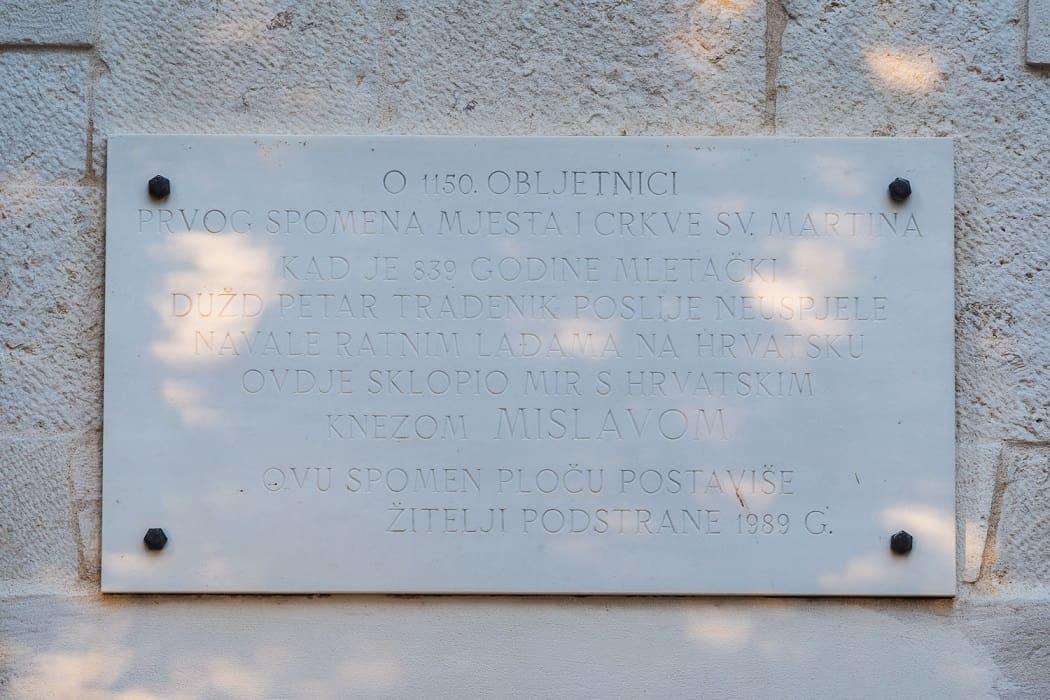 O 1150. OBLJETNICI
PRVOG SPOMENA MJESTA I CRKVE SV. MARTINA
KAD JE 839 GODINE MLETAČKI
DUŽD PETAR TRADENIK POSLIJE NEUSPJELE
NAVALE RATNIM LAĐAMA NA HRVATSKU
OVDJE SKLOPIO MIR S HRVATSKIM
KNEZOM MISLAVOM
OVU SPOMEN PLOČU POSTAVIŠE
ŽITELJI PODSTRANE 1989 G.